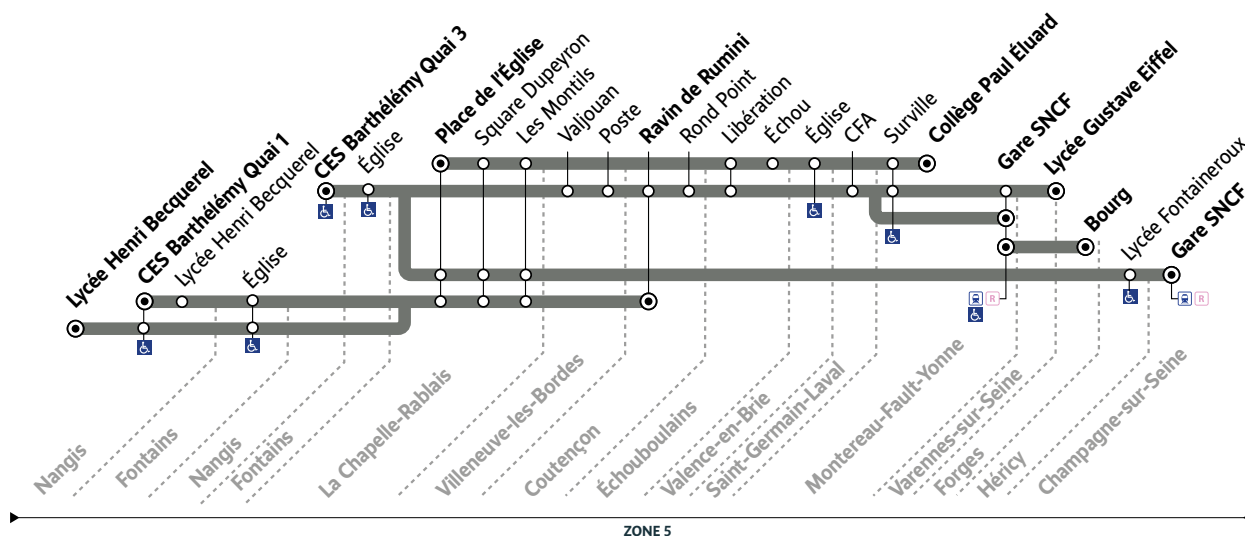 Lycée Henri Becquerel
CES Barthélémy Quai 1
Lycée Henri Becquerel
Église
CES Barthélémy Quai 3
Église
Place de l'Église
Square Dupeyron
Les Montils
Valjouan
Poste
Ravin de Rumini
Rond Point
Libération
Échou
Église
CFA
Surville
Collège Paul Éluard
Gare SNCF
Lycée Gustave Eiffel
Bourg
Lycée Fontaineroux
Gare SNCF
R
R
Nangis
Fontains
Nangis
Fontains
La Chapelle-Rablais
Villeneuve-les-Bordes
Coutençon
Échouboulains
Valence-en-Brie
Saint-Germain-Laval
Montereau-Fault-Yonne
Varennes-sur-Seine
Forges
Héricy
Champagne-sur-Seine
ZONE 5